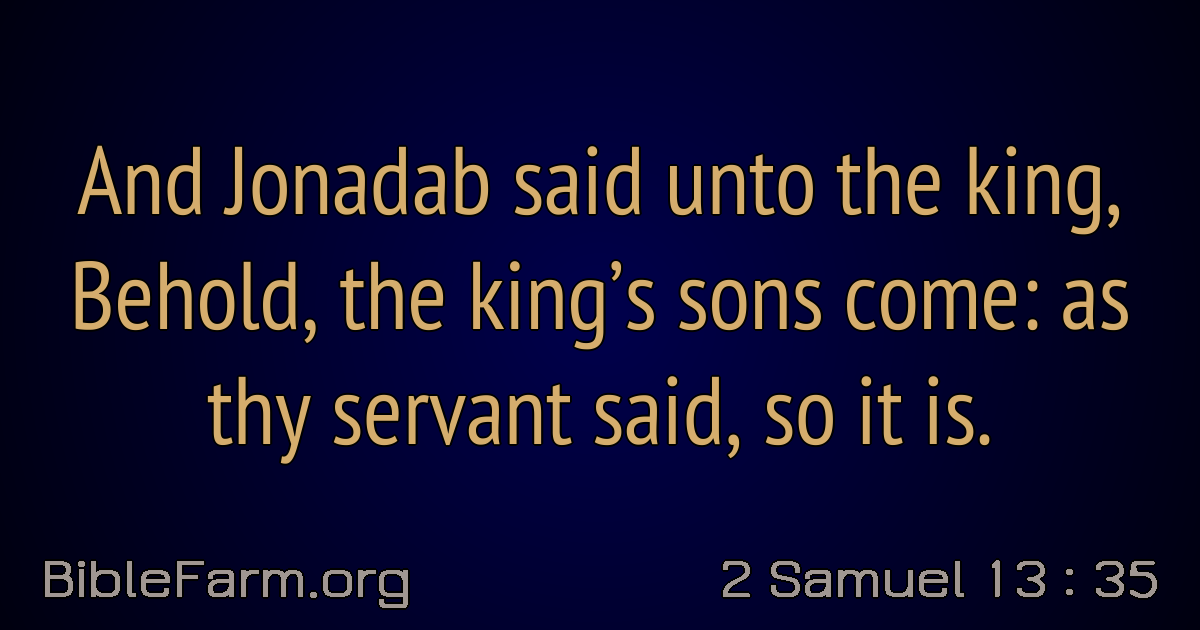 And Jonadab said unto the king,
Behold, the king’s sons come: as
thy servant said, so it is.
BibleFarm.org
2 Samuel 13 : 35